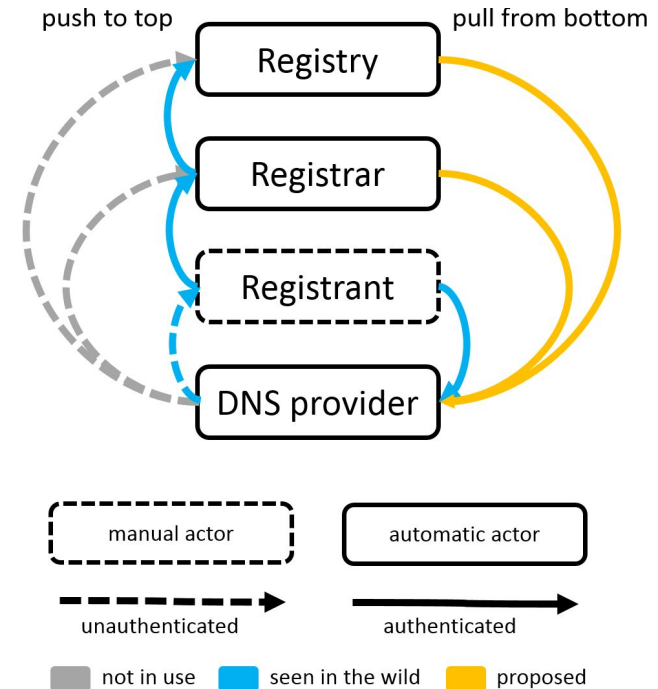 push to top
pull from bottom
Registry
Registrar
Registrant
DNS provider
manual actor
automatic actor
unauthenticated
authenticated
not in use
seen in the wild
proposed